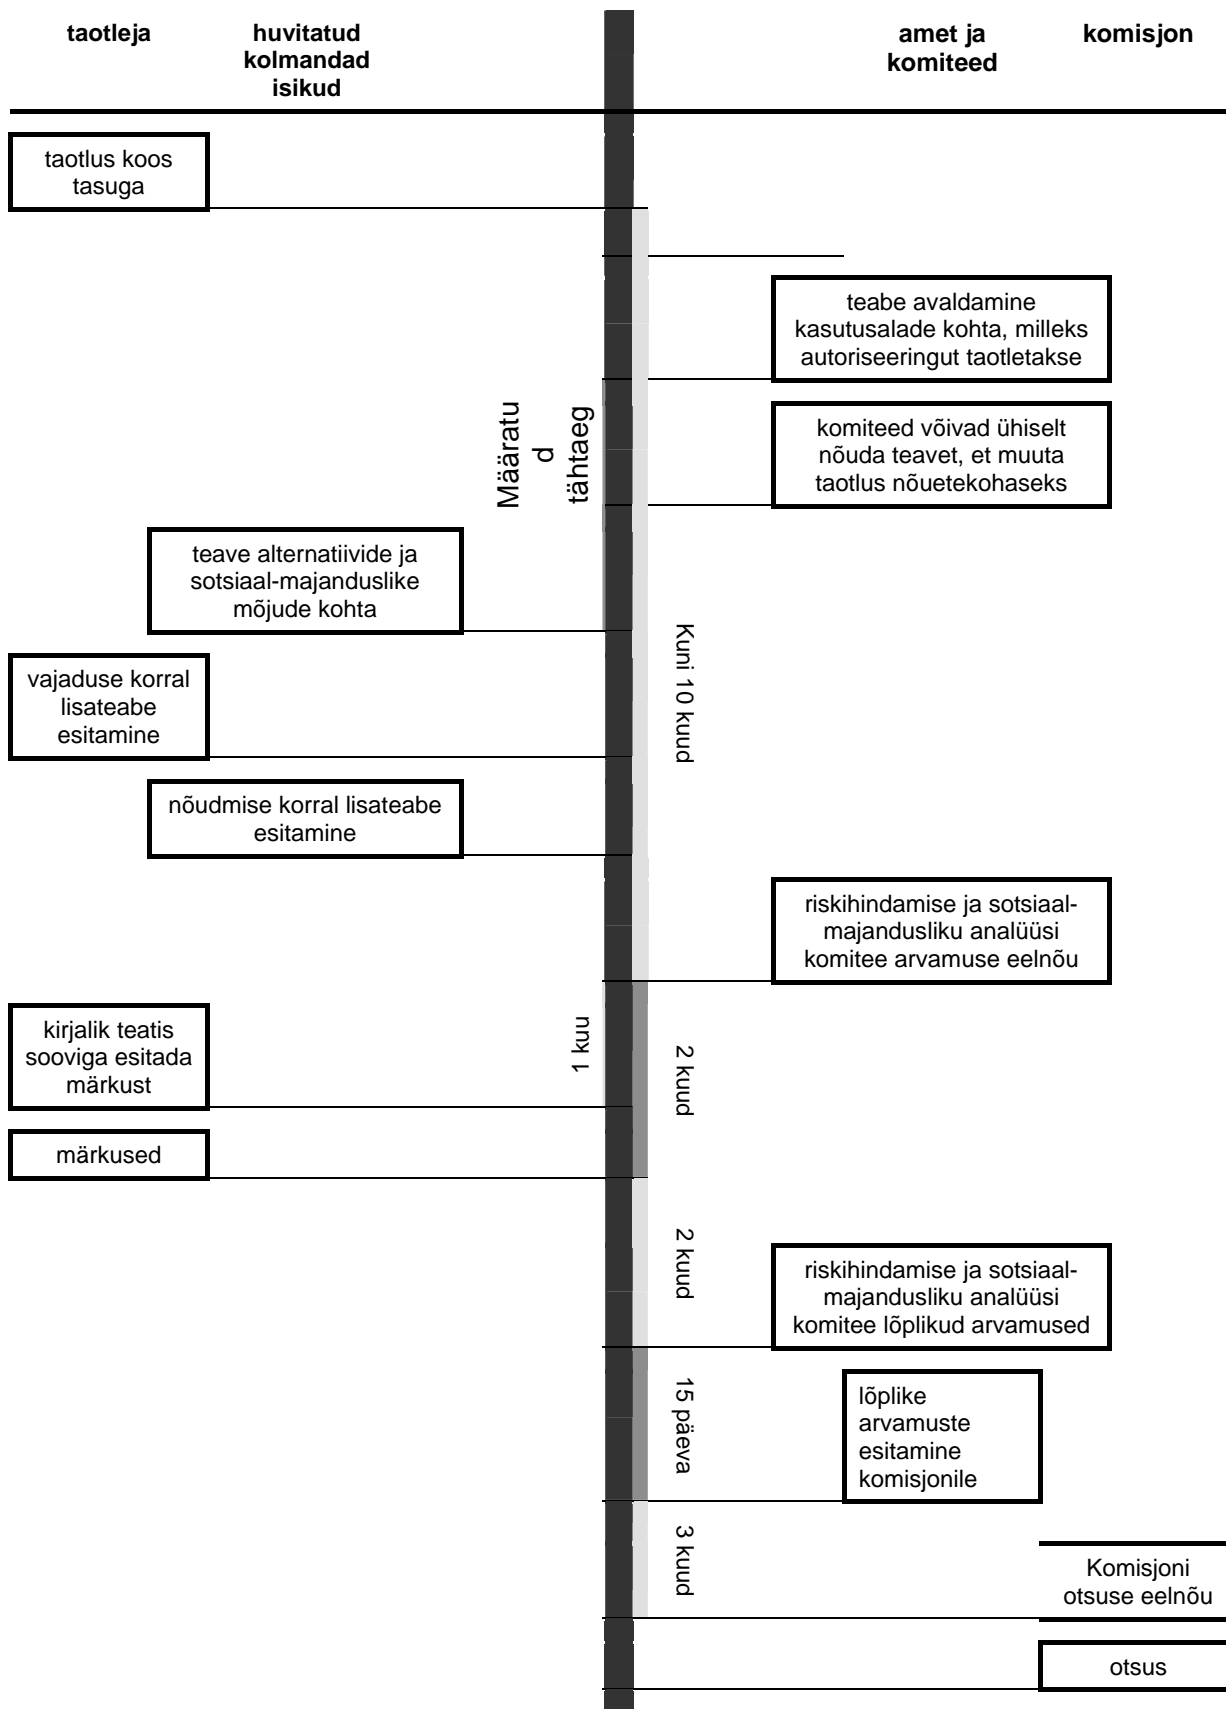 taotleja
huvitatud
kolmandad
isikud
amet ja
komiteed
komisjon
taotlus koos
tasuga
teabe avaldamine
kasutusalade kohta, milleks
autoriseeringut taotletakse
Määratu
d
tähtaeg
komiteed võivad ühiselt
nõuda teavet, et muuta
taotlus nõuetekohaseks
teave alternatiivide ja
sotsiaal-majanduslike
mõjude kohta
Kuni 10 kuud
vajaduse korral
lisateabe
esitamine
nõudmise korral lisateabe
esitamine
riskihindamise ja sotsiaal-
majandusliku analüüsi
komitee arvamuse eelnõu
kirjalik teatis
sooviga esitada
märkust
1 kuu
2 kuud
märkused
2 kuud
riskihindamise ja sotsiaal-
majandusliku analüüsi
komitee lõplikud arvamused
15 päeva
lõplike
arvamuste
esitamine
komisjonile
3 kuud
Komisjoni
otsuse eelnõu
otsus